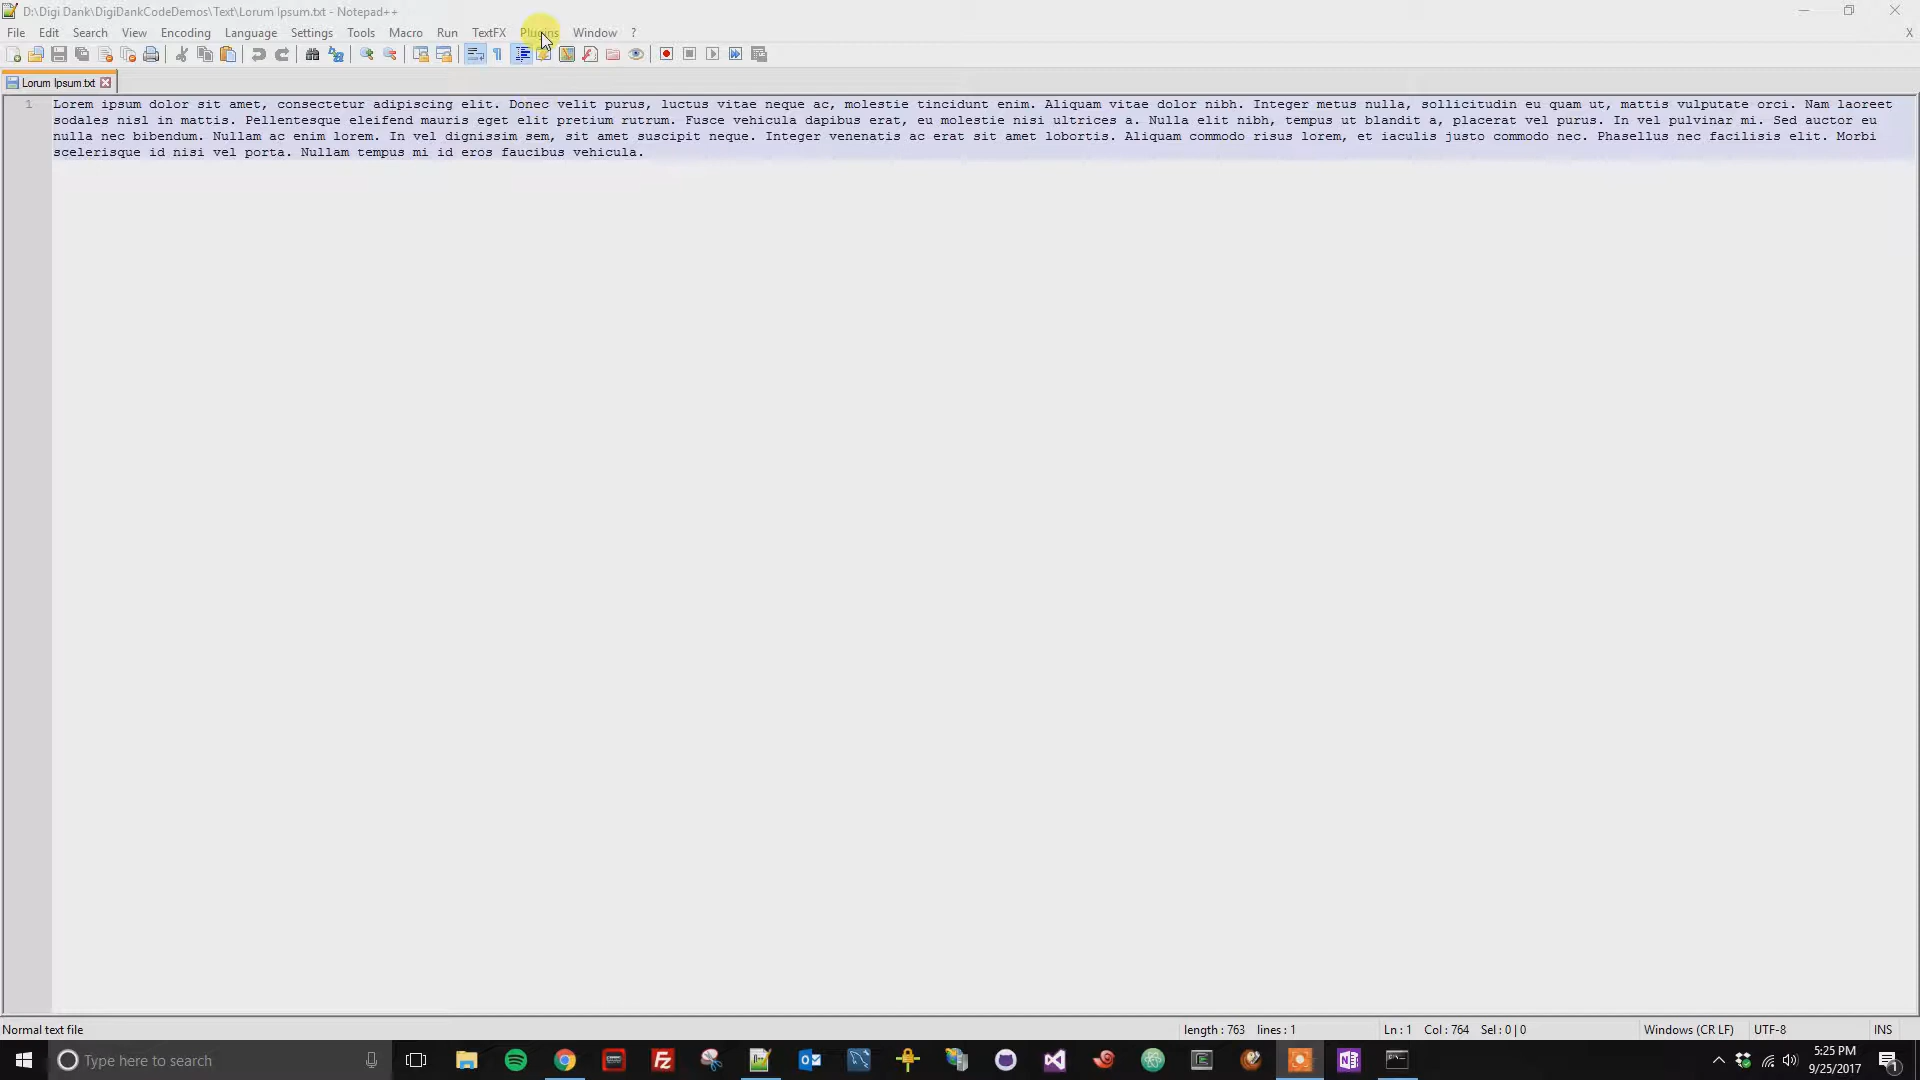 D:\Digi Dank\DigiDankCodeDemos\Text\Lorum Ipsum.txt - Notepad++
File Edit Search View Encoding Language Settings Tools Macro Run TextFX Plugins Window ? X
Lorum Ipsum.txt
1 Lorem ipsum dolor sit amet, consectetur adipiscing elit. Donec velit purus, luctus vitae neque ac, molestie tincidunt enim. Aliquam vitae dolor nibh. Integer metus nulla, sollicitudin eu quam ut, mattis vulputate orci. Nam laoreet
sodales nisl in mattis. Pellentesque eleifend mauris eget elit pretium rutrum. Fusce vehicula dapibus erat, eu molestie nisi ultrices a. Nulla elit nibh, tempus ut blandit a, placerat vel purus. In vel pulvinar mi. Sed auctor eu
nulla nec bibendum. Nullam ac enim lorem. In vel dignissim sem, sit amet suscipit neque. Integer venenatis ac erat sit amet lobortis. Aliquam commodo risus lorem, et iaculis justo commodo nec. Phasellus nec facilisis elit. Morbi
scelerisque id nisi vel porta. Nullam tempus mi id eros faucibus vehicula.
Normal text file length : 763 lines : 1 Ln : 1 Col : 764 Sel : 0 | 0 Windows (CR LF) UTF-8 INS
Type here to search
5:25 PM
9/25/2017